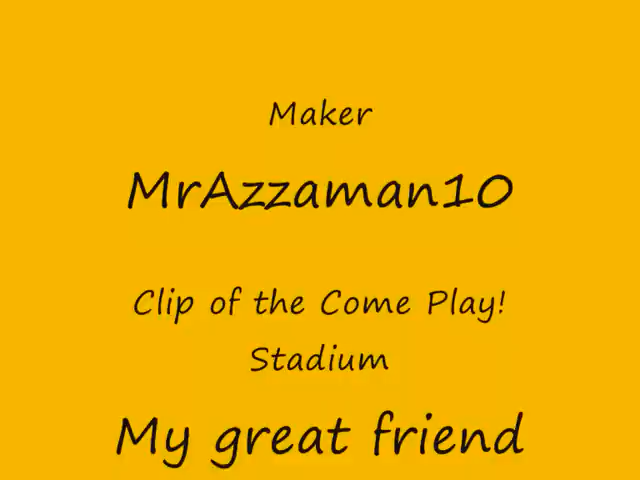 Maker
MrAzzaman10
Clip of the Come Play!
Stadium
My great friend